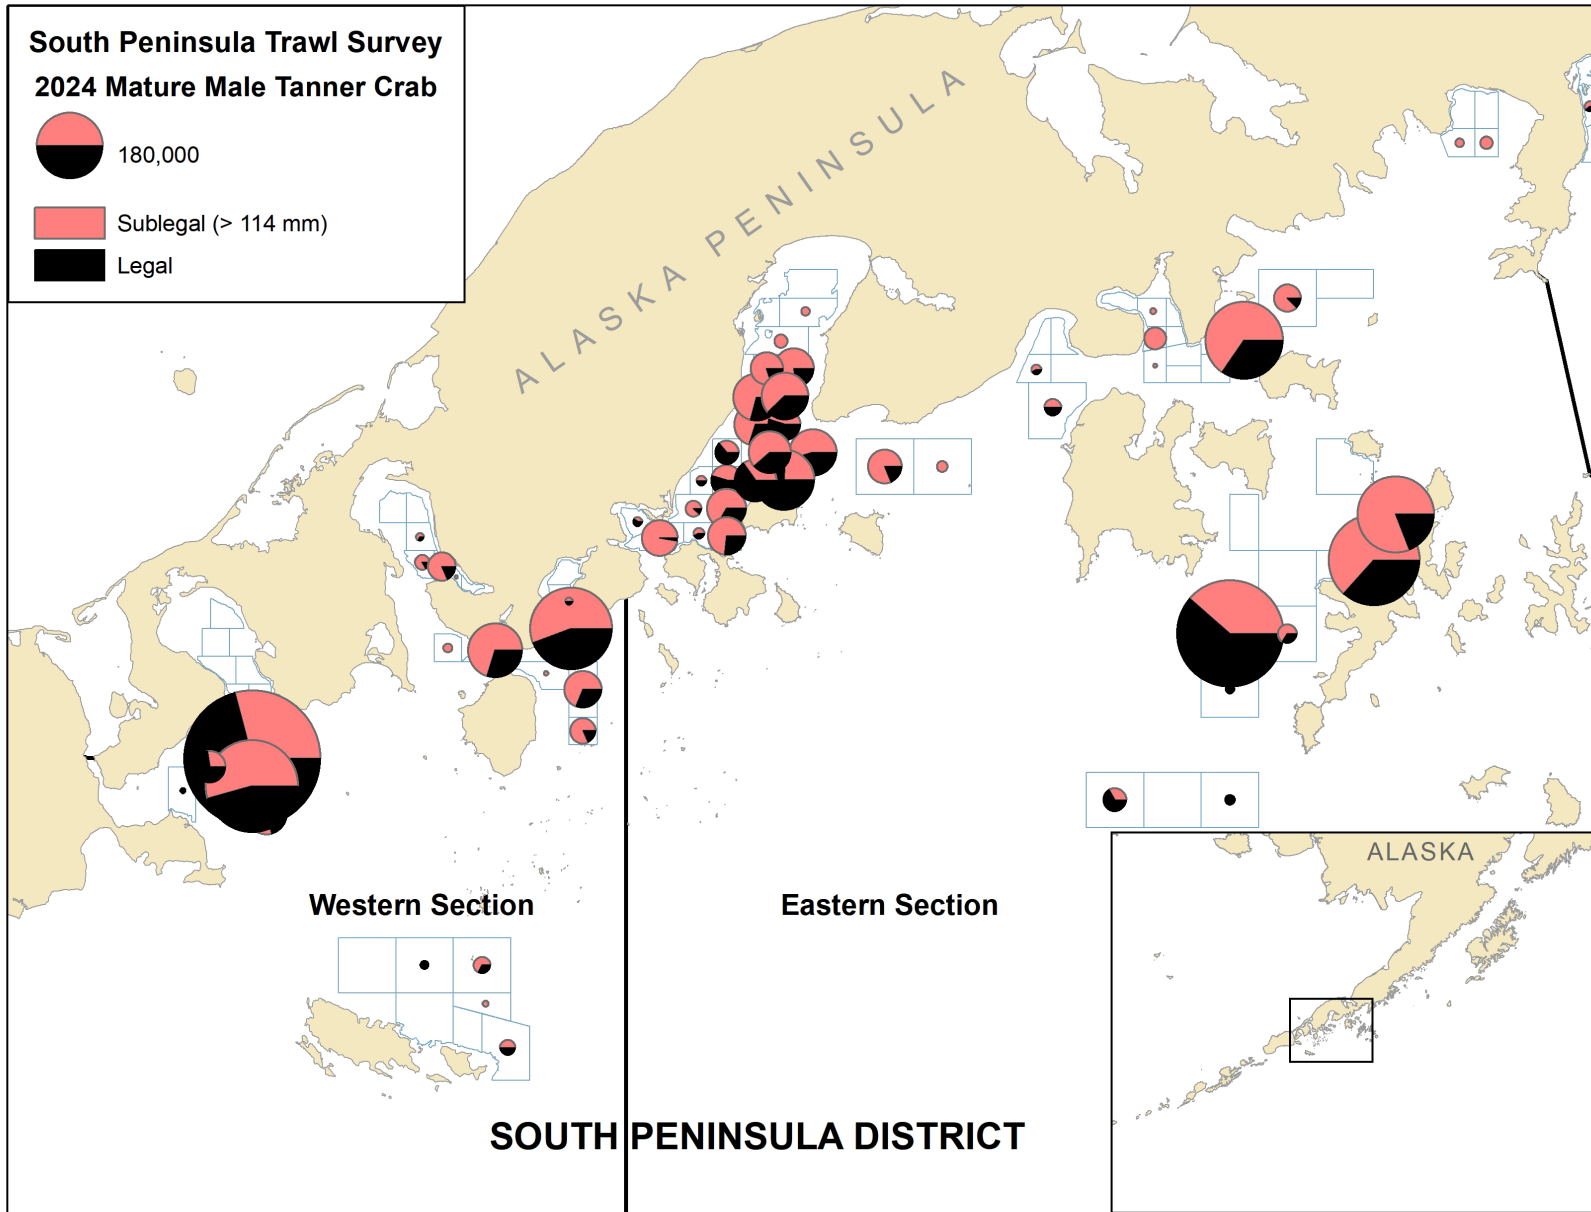 South Peninsula Trawl Survey
2024 Mature Male Tanner Crab
180,000
Sublegal (> 114 mm)
Legal
ALASKA PENINSULA
Western Section
Eastern Section
ALASKA
SOUTH PENINSULA DISTRICT